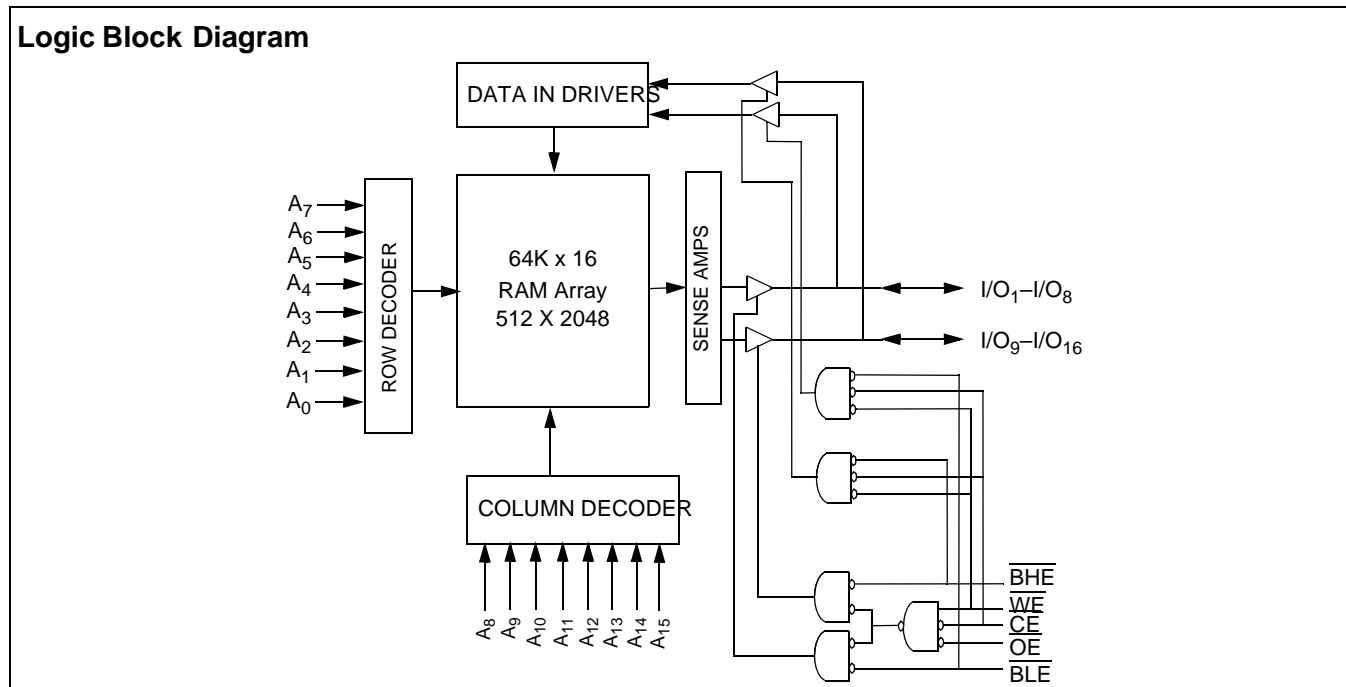 Logic Block Diagram
DATA IN DRIVERS
A7
A6
A5
A4
A3
A2
A1
A0
ROW DECODER
64K x 16
RAM Array
512 X 2048
SENSE AMPS
I/O1–I/O8
I/O9–I/O16
COLUMN DECODER
A8
A9
A10
A11
A12
A13
A14
A15
BHE
WE
CE
OE
BLE